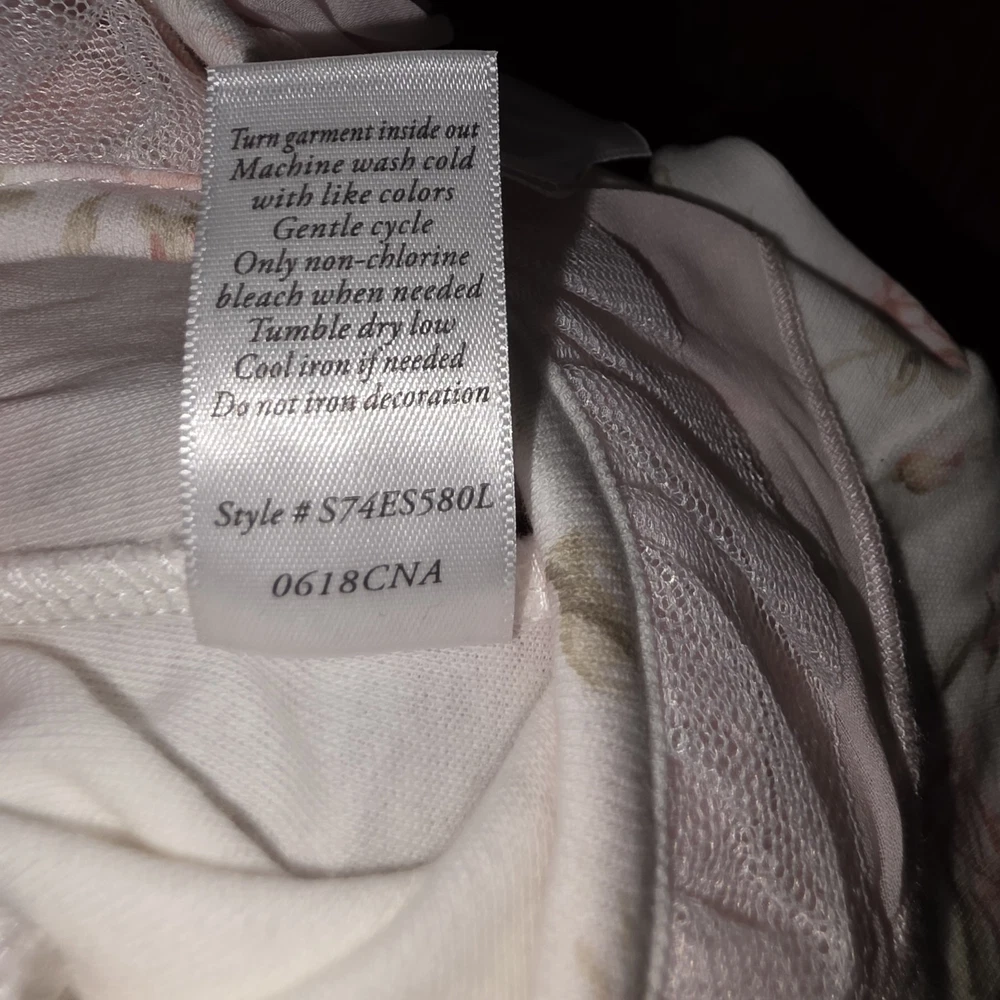 Turn garment inside out
Machine wash cold
with like colors
Gentle cycle
Only non-chlorine
bleach when needed
Tumble dry low
Cool iron if needed
Do not iron decoration
Style # S74ES580L
0618CNA